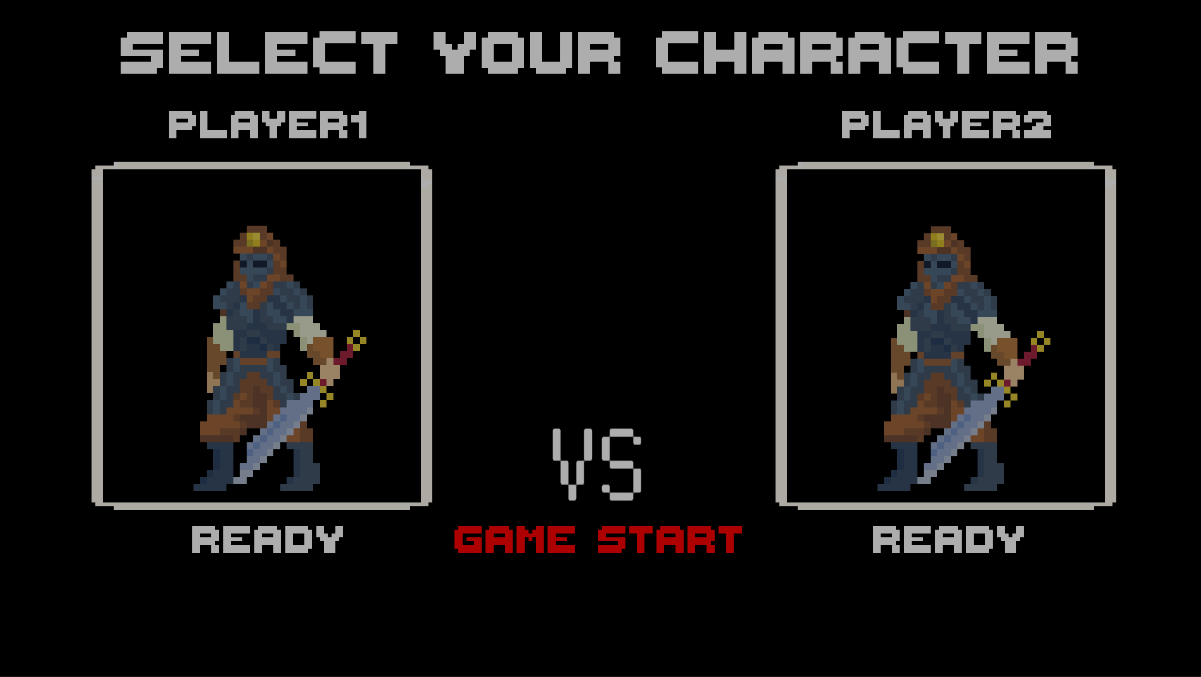 SELECT YOUR CHARACTER
PLAYER1
PLAYER2
VS
READY
GAME START
READY